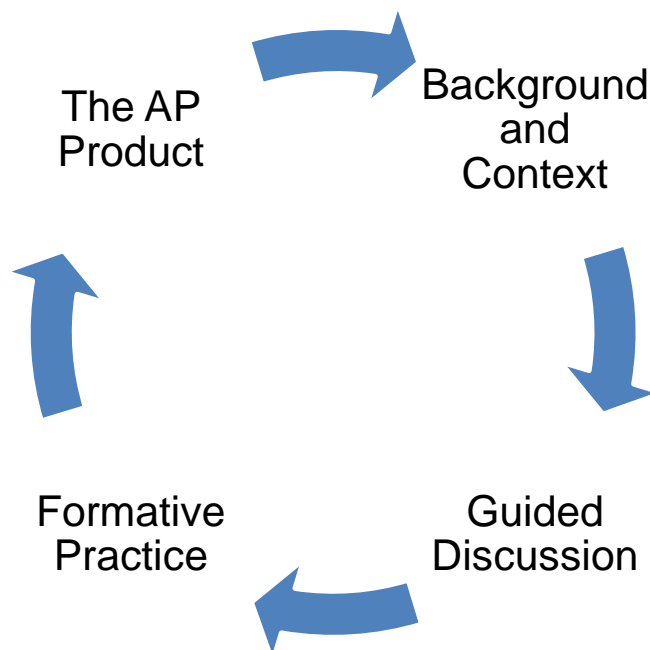 The AP
Product
Background
and
Context
Guided
Discussion
Formative
Practice